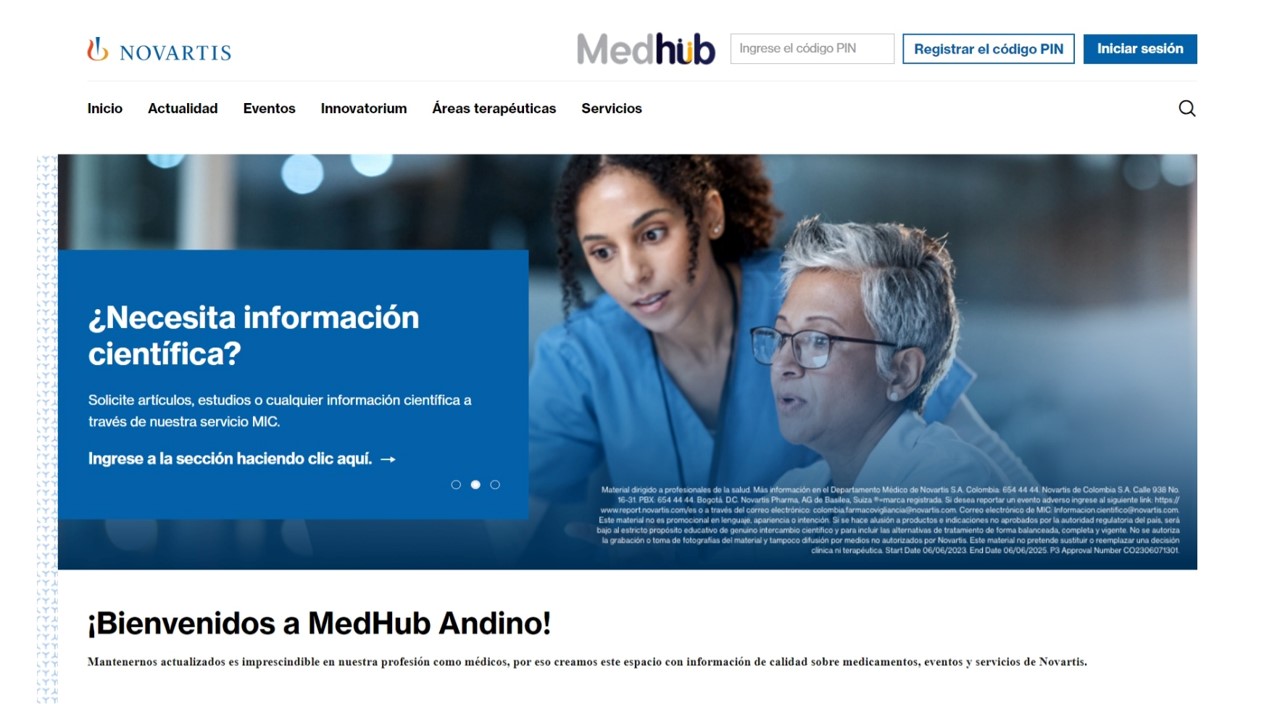 NOVARTIS
Medhub
Ingrese el código PIN
Registrar el código PIN
Iniciar sesión
Inicio
Actualidad
Eventos
Innovatorium
Áreas terapéuticas
Servicios
¿Necesita información
científica?
Solicite artículos, estudios o cualquier información científica a
través de nuestra servicio MIC.
Ingrese a la sección haciendo clic aquí. →
Material dirigido a profesionales de la salud. Más información en el Departamento Médico de Novartis S.A. Colombia. 654 44 44. Novartis de Colombia S.A. Calle 938 No.
16-31. PBX. 654 44 44. Bogotá. D.C. Novartis Pharma, AG de Basilea, Suiza ®=marca registrada. Si desea reportar un evento adverso ingrese al siguiente link: https://
www.report.novartis.com/es o a través del correo electrónico: colombia.farmacovigliancia@novartis.com. Correo electrónico de MIC: Informacion.cientifico@novartis.com.
Este material no es promocional en lenguaje, apariencia o intención. Si se hace alusión a productos e indicaciones no aprobados por la autoridad regulatoria del país, será
bajo al estricto propósito educativo de genuino intercambio científico y para incluir las alternativas de tratamiento de forma balanceada, completa y vigente. No se autoriza
la grabación o toma de fotografías del material y tampoco difusión por medios no autorizados por Novartis. Este material no pretende sustituir o reemplazar una decisión
clínica ni terapéutica. Start Date 06/06/2023. End Date 06/06/2025. P3 Approval Number CO2306071301.
¡Bienvenidos a MedHub Andino!
Mantenernos actualizados es imprescindible en nuestra profesión como médicos, por eso creamos este espacio con información de calidad sobre medicamentos, eventos y servicios de Novartis.